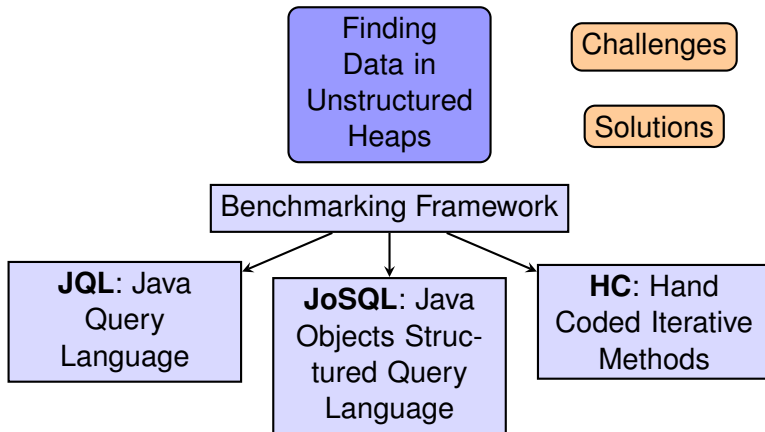 Finding
Data in
Unstructured
Heaps
Challenges
Solutions
Benchmarking Framework
JQL: Java
Query
Language
JoSQL: Java
Objects Struc-
tured Query
Language
HC: Hand
Coded Iterative
Methods